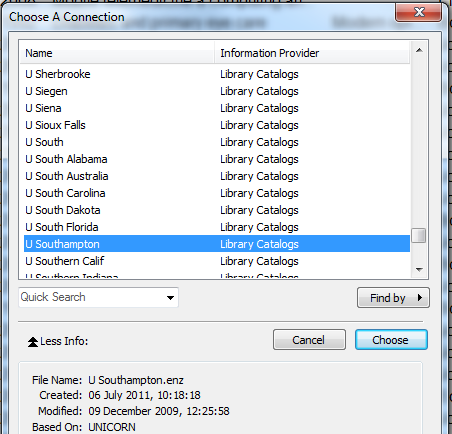 Choose A Connection
Name Information Provider
U Sherbrooke Library Catalogs
U Siegen Library Catalogs
U Siena Library Catalogs
U Sioux Falls Library Catalogs
U South Library Catalogs
U South Alabama Library Catalogs
U South Australia Library Catalogs
U South Carolina Library Catalogs
U South Dakota Library Catalogs
U South Florida Library Catalogs
U Southampton Library Catalogs
U Southern Calif Library Catalogs
U Southern Indiana Library Catalogs
Quick Search Find by
Less Info: Cancel Choose
File Name: U Southampton.enz
Created: 06 July 2011, 10:18:18
Modified: 09 December 2009, 12:25:58
Based On: UNICORN